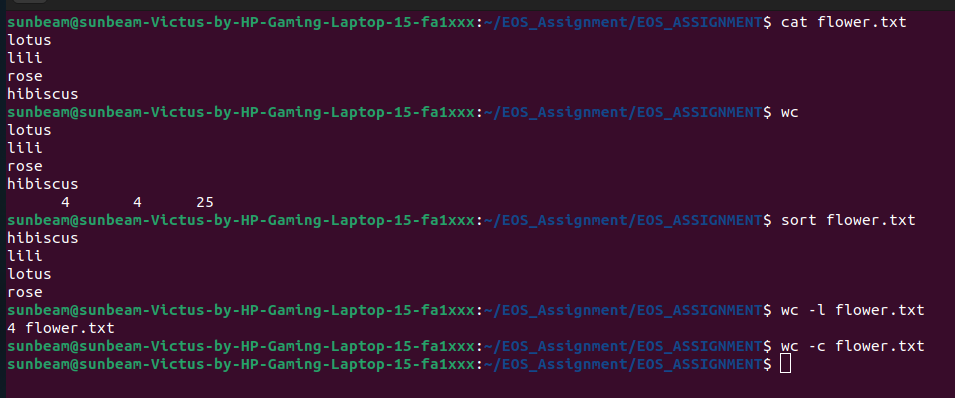 sunbeam@sunbeam-Victus-by-HP-Gaming-Laptop-15-fa1xxx:~/EOS_Assignment/EOS_ASSIGNMENT$ cat flower.txt
lotus
lili
rose
hibiscus
sunbeam@sunbeam-Victus-by-HP-Gaming-Laptop-15-fa1xxx:~/EOS_Assignment/EOS_ASSIGNMENT$ wc
lotus
lili
rose
hibiscus
      4       4      25
sunbeam@sunbeam-Victus-by-HP-Gaming-Laptop-15-fa1xxx:~/EOS_Assignment/EOS_ASSIGNMENT$ sort flower.txt
hibiscus
lili
lotus
rose
sunbeam@sunbeam-Victus-by-HP-Gaming-Laptop-15-fa1xxx:~/EOS_Assignment/EOS_ASSIGNMENT$ wc -l flower.txt
4 flower.txt
sunbeam@sunbeam-Victus-by-HP-Gaming-Laptop-15-fa1xxx:~/EOS_Assignment/EOS_ASSIGNMENT$ wc -c flower.txt
sunbeam@sunbeam-Victus-by-HP-Gaming-Laptop-15-fa1xxx:~/EOS_Assignment/EOS_ASSIGNMENT$